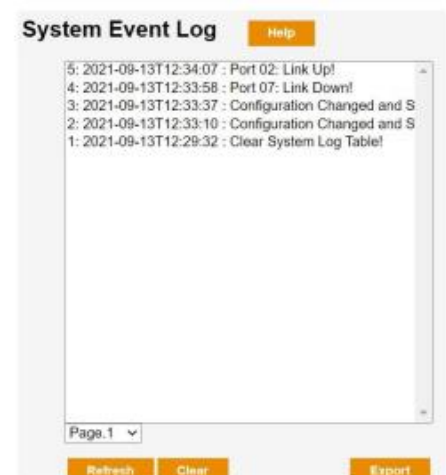 System Event Log
Help
5: 2021-09-13T12:34:07 : Port 02: Link Up!
4: 2021-09-13T12:33:58 : Port 07: Link Down!
3: 2021-09-13T12:33:37 : Configuration Changed and S
2: 2021-09-13T12:33:10 : Configuration Changed and S
1: 2021-09-13T12:29:32 : Clear System Log Table!
Page.1
Refresh Clear Export